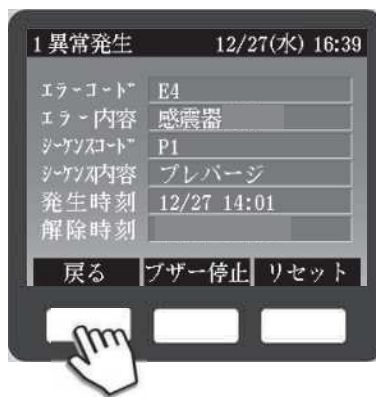 1 異常発生 12/27(水) 16:39
ｴﾗｰｺｰﾄﾞ E4
ｴﾗｰ内容 感震器
ｼｰｹﾝｽｺｰﾄﾞ P1
ｼｰｹﾝｽ内容 プレパージ
発生時刻 12/27 14:01
解除時刻
戻る ブザー停止 リセット